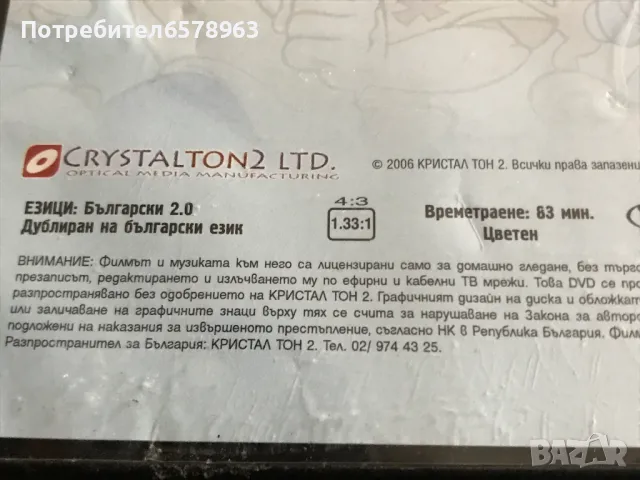 Потребител6578963
CRYSTALTON2 LTD.
OPTICAL MEDIA MANUFACTURING
© 2006 КРИСТАЛ ТОН 2. Всички права запазени
ЕЗИЦИ: Български 2.0
Дублиран на български език
4:3
1.33:1
Времетраене: 83 мин.
Цветен
ВНИМАНИЕ: Филмът и музиката към него са лицензирани само за домашно гледане, без търго
презаписът, редактирането и излъчването му по ефирни и кабелни ТВ мрежи. Това DVD се про
разпространявано без одобрението на КРИСТАЛ ТОН 2. Графичният дизайн на диска и обложкат
или заличаване на графичните знаци върху тях се счита за нарушаване на Закона за авторс
подложени на наказания за извършеното престъпление, съгласно НК в Република България. Фил
Разпространител за България: КРИСТАЛ ТОН 2. Тел. 02/ 974 43 25.
BAZAR